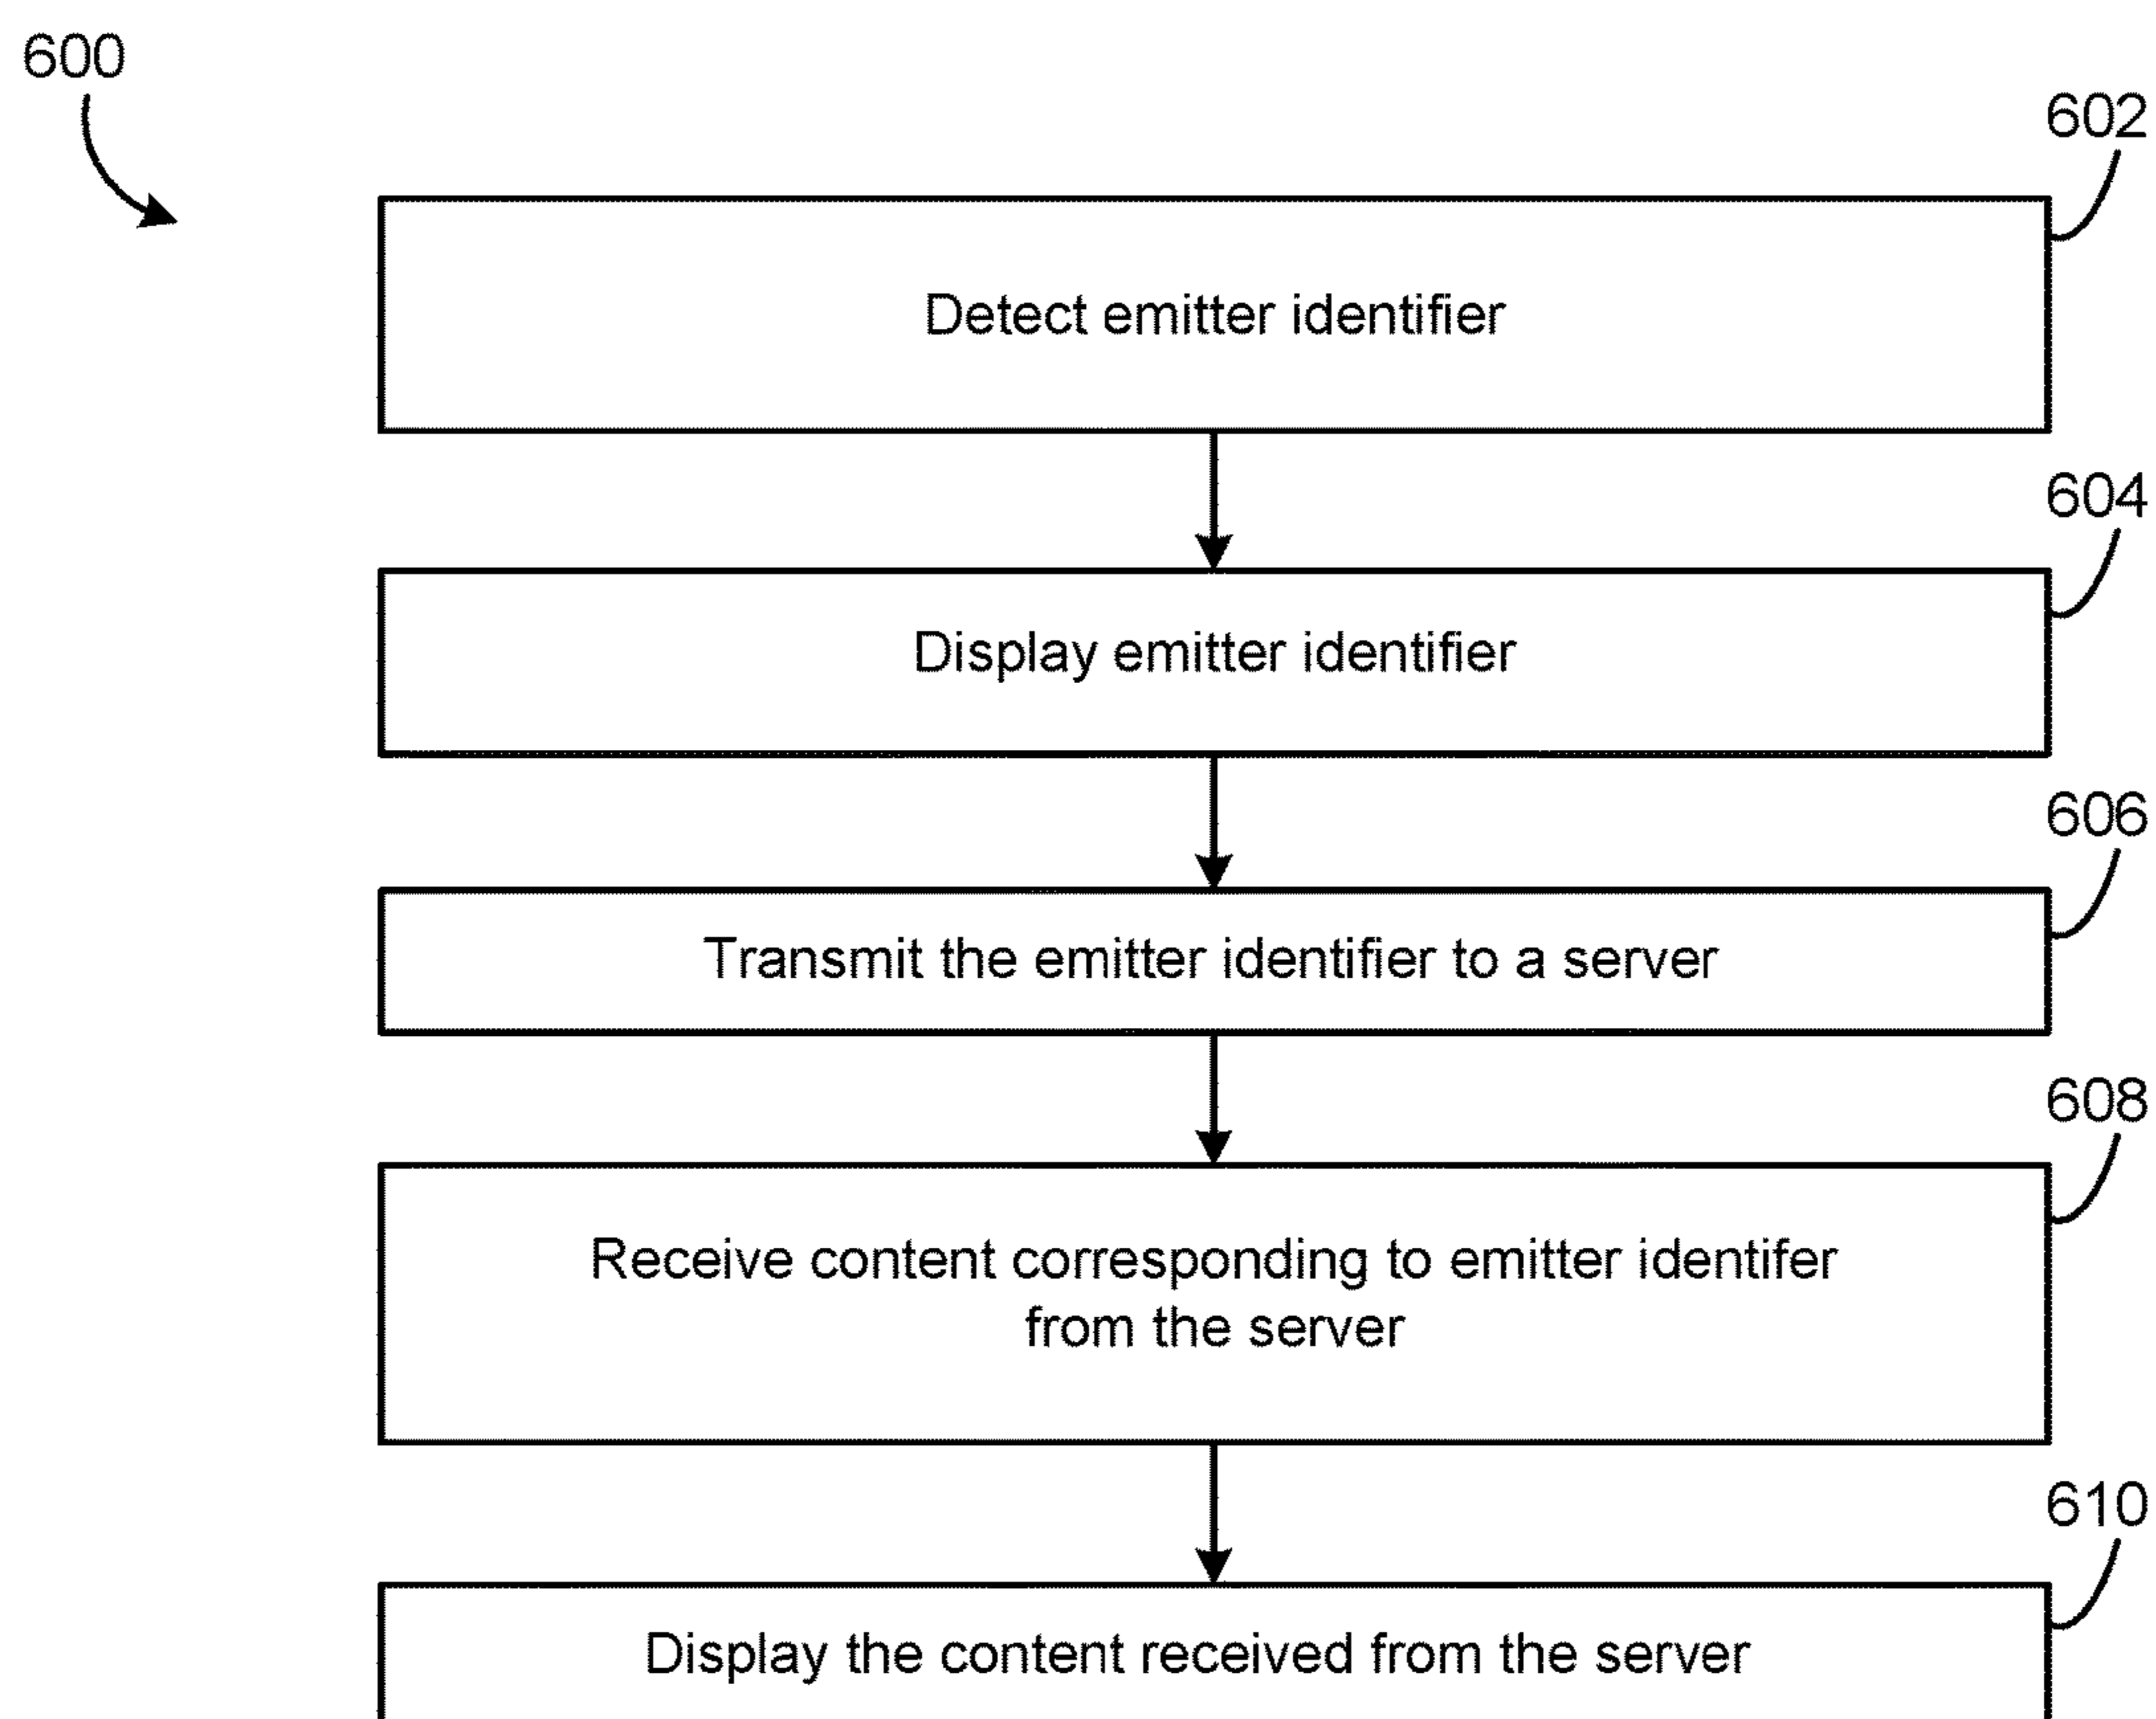 600
602
Detect emitter identifier
604
Display emitter identifier
606
Transmit the emitter identifier to a server
608
Receive content corresponding to emitter identifer
from the server
610
Display the content received from the server